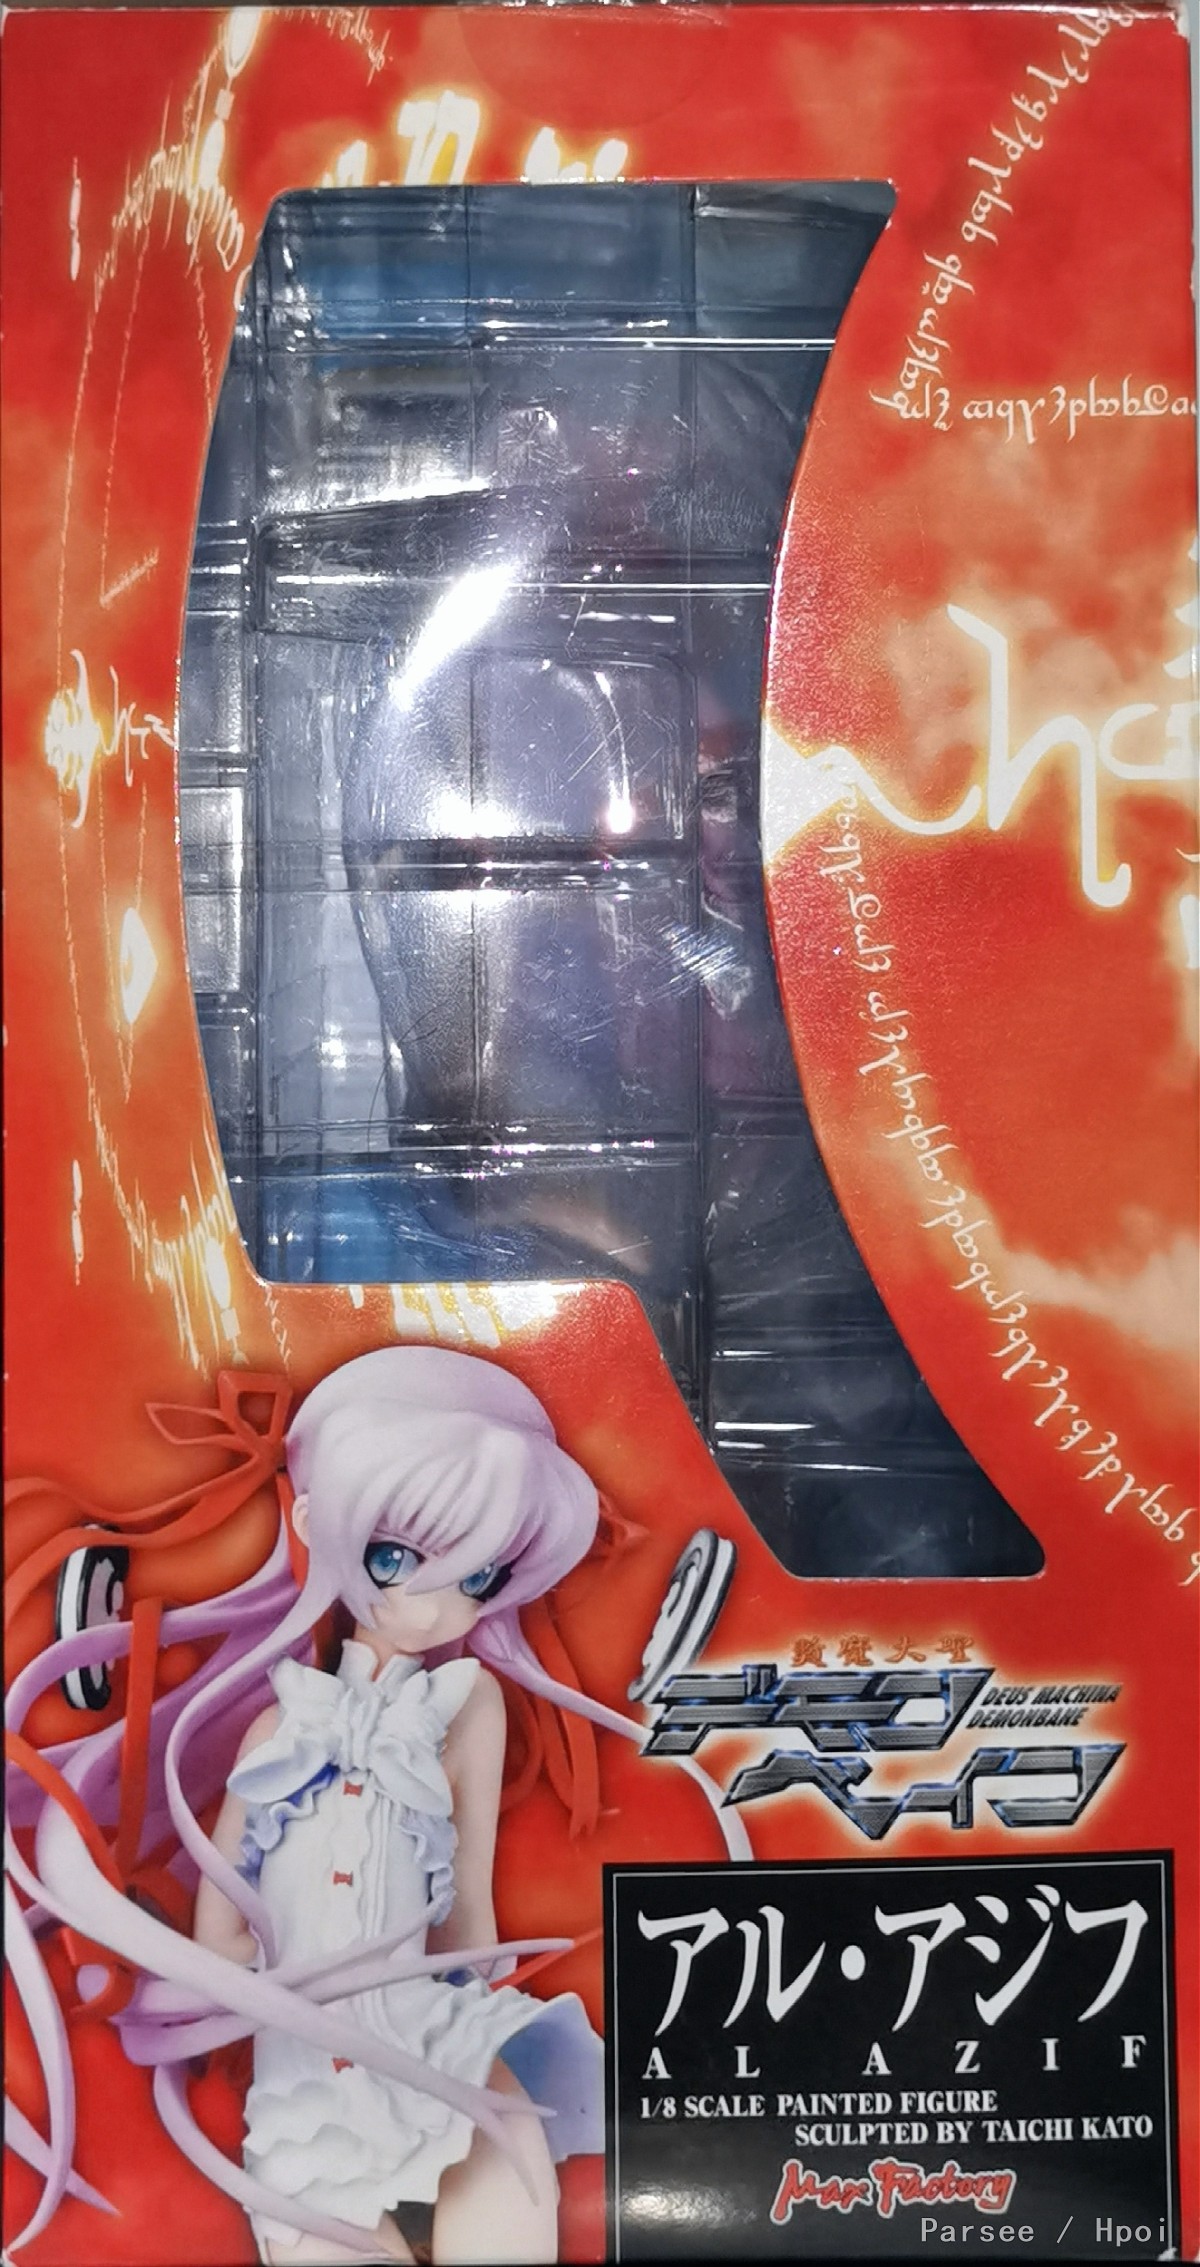 斬魔大聖
デモン
ベイン
DEUS MACHINA
DEMONBANE
アル・アジフ
AL AZIF
1/8 SCALE PAINTED FIGURE
SCULPTED BY TAICHI KATO
Max Factory
Parsee / Hpoi